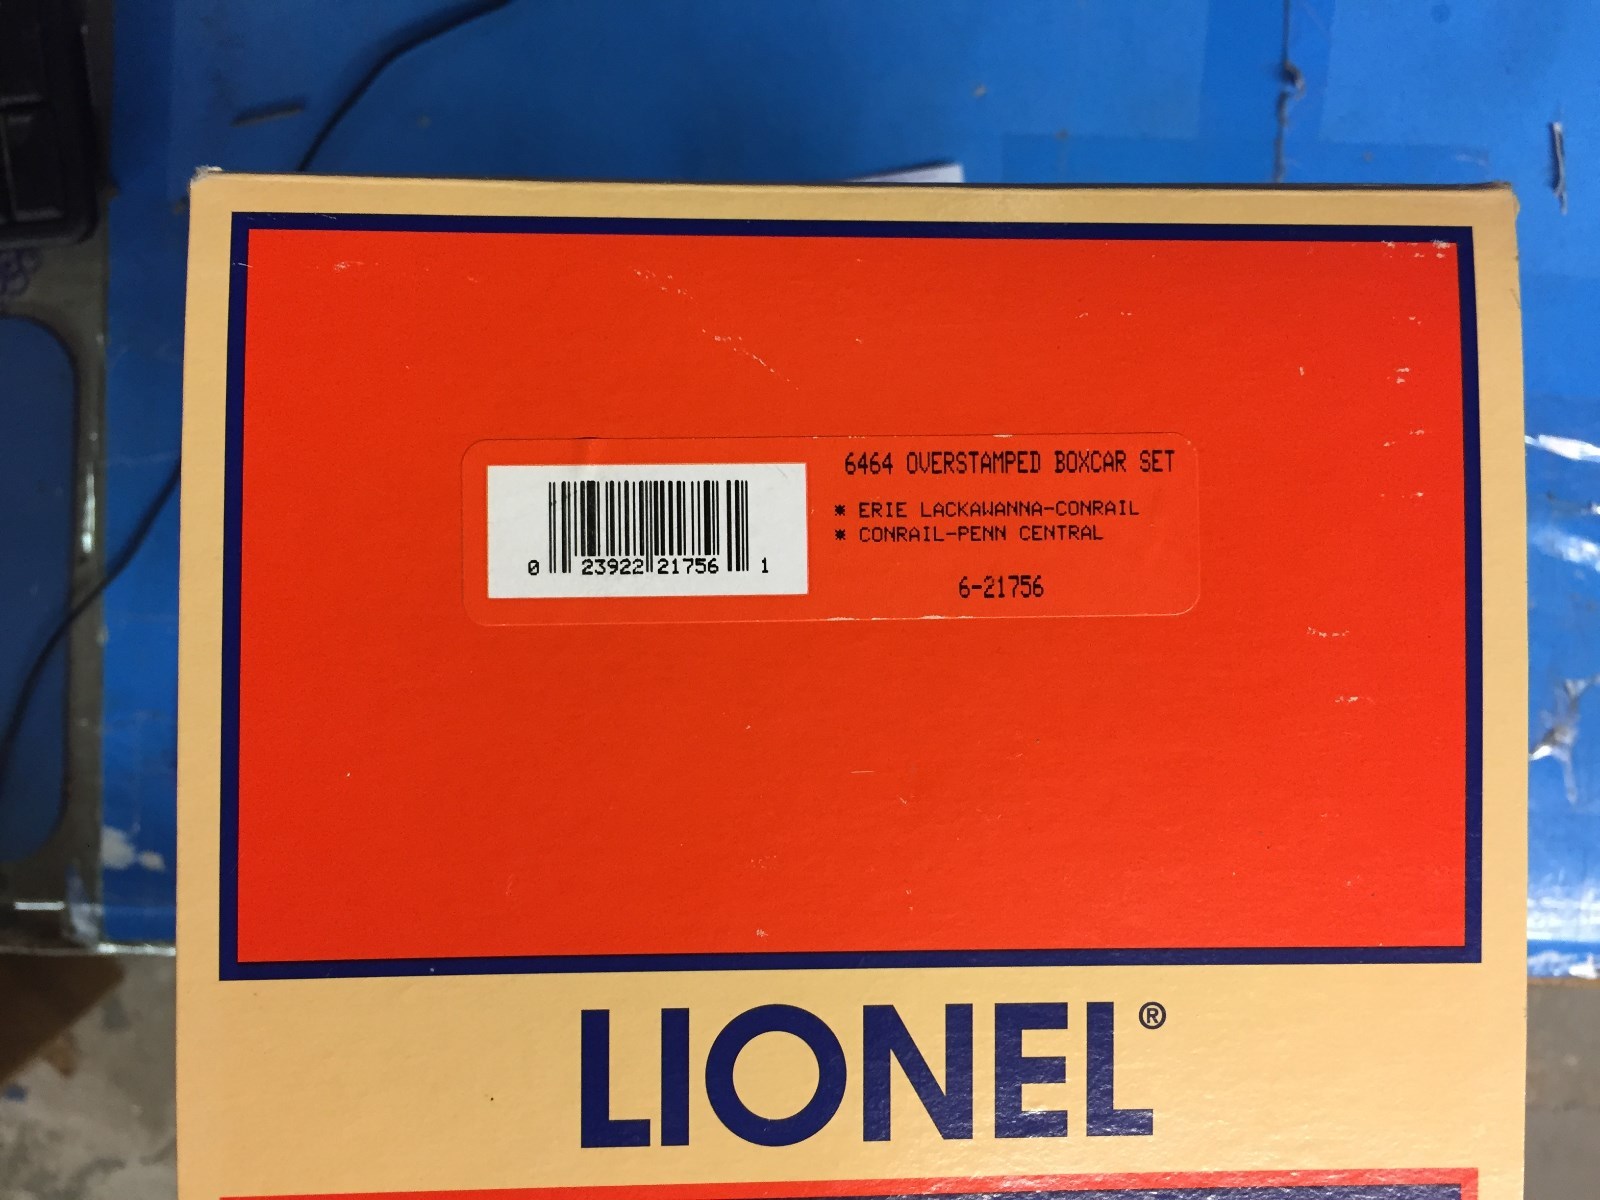 6464 OVERSTAMPED BOXCAR SET
* ERIE LACKAWANNA-CONRAIL
* CONRAIL-PENN CENTRAL
6-21756
0 23922 21756 1
LIONEL®